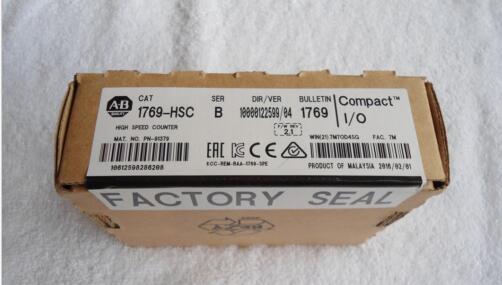 CAT SER DIR/VER BULLETIN Compact™
A-B 1769-HSC B 10000122599/04 1769 I/O
HIGH SPEED COUNTER F/W REV
2.1
MAT. NO. PN-91379 WIN(21)7MTOD4SG FAC. 7M
EAC CE
10612598286208 KCC-REM-RAA-1769-SPE PRODUCT OF MALAYSIA 2016/02/01
FACTORY SEAL